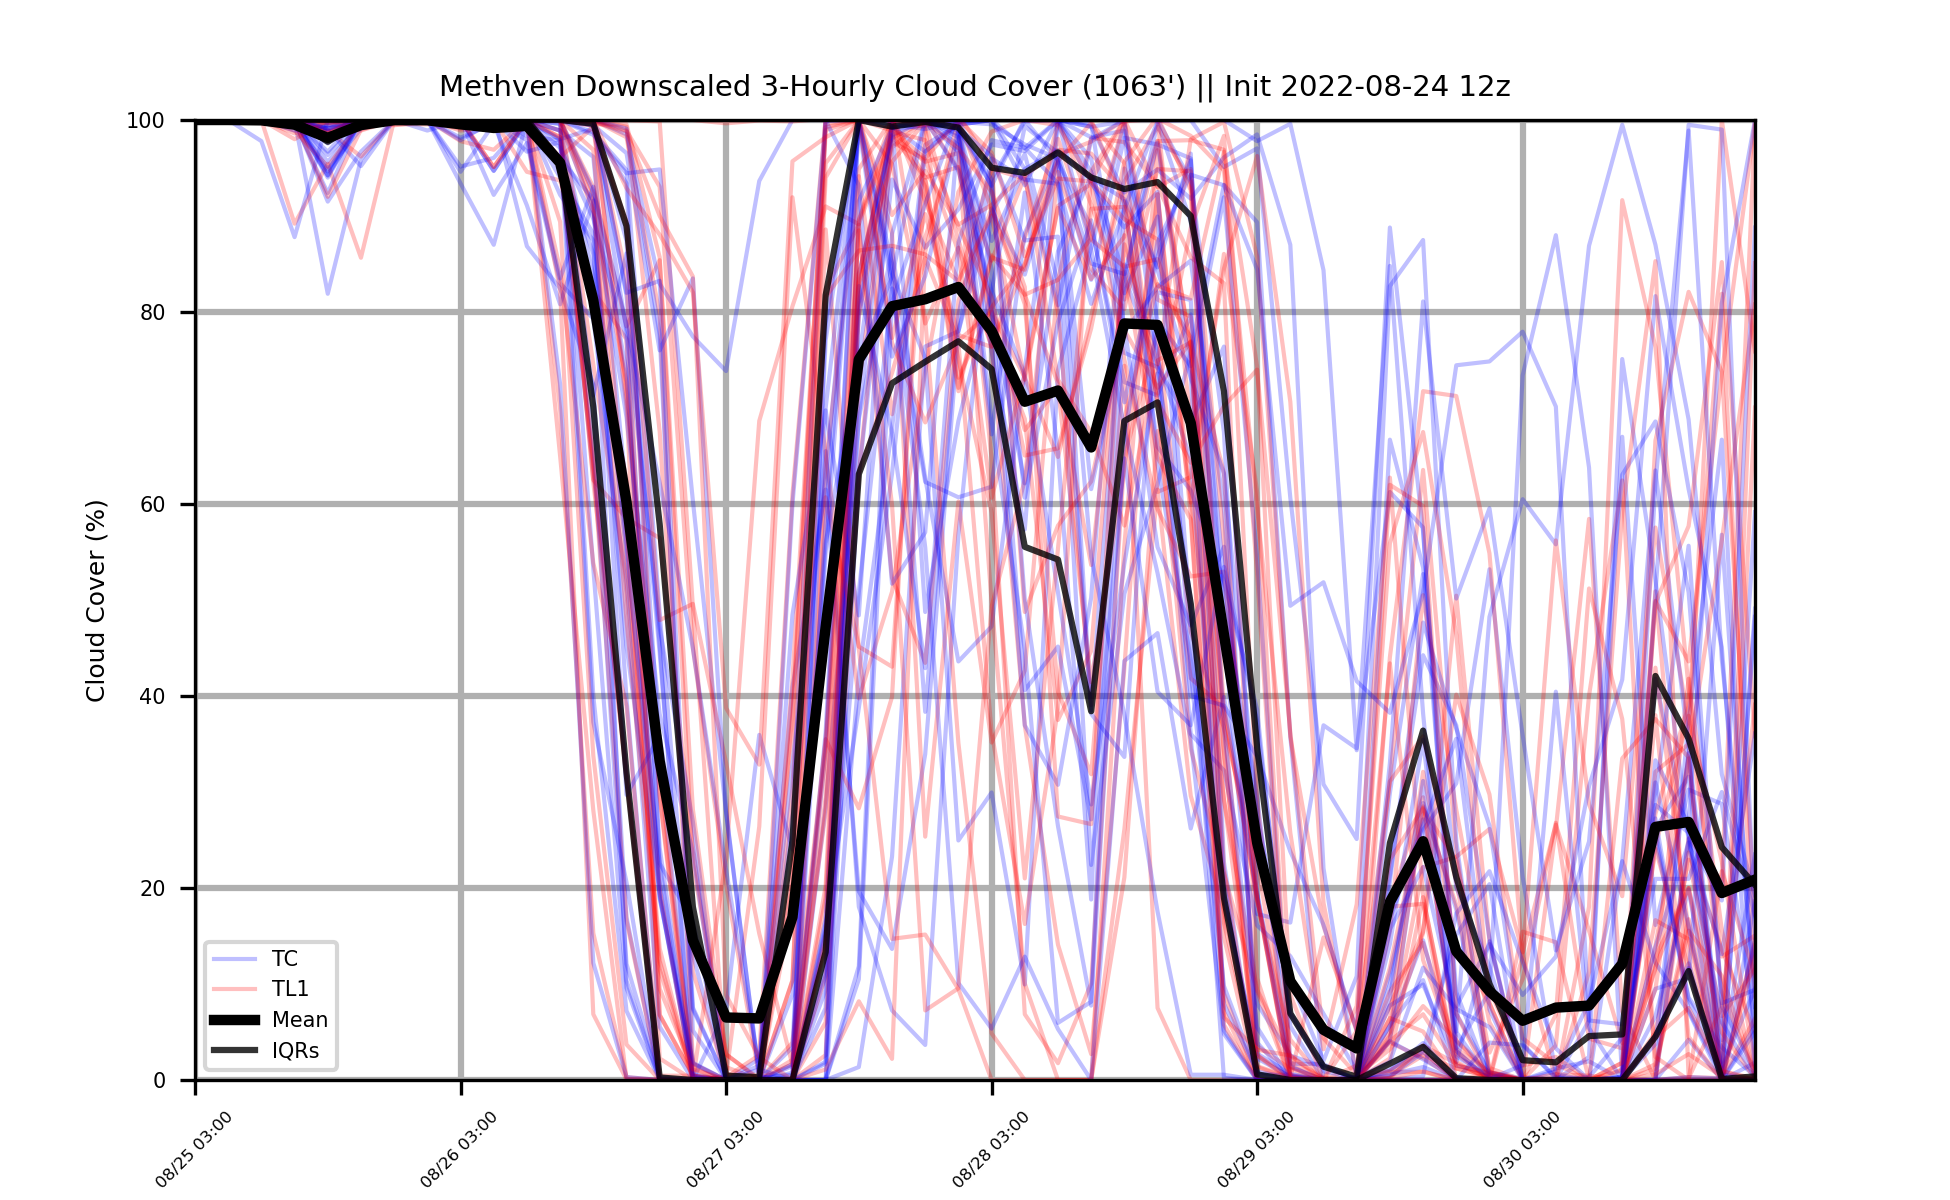 Methven Downscaled 3-Hourly Cloud Cover (1063') || Init 2022-08-24 12z
Cloud Cover (%)
100
80
60
40
20
0
TC
TL1
Mean
IQRs
08/25 03:00
08/26 03:00
08/27 03:00
08/28 03:00
08/29 03:00
08/30 03:00